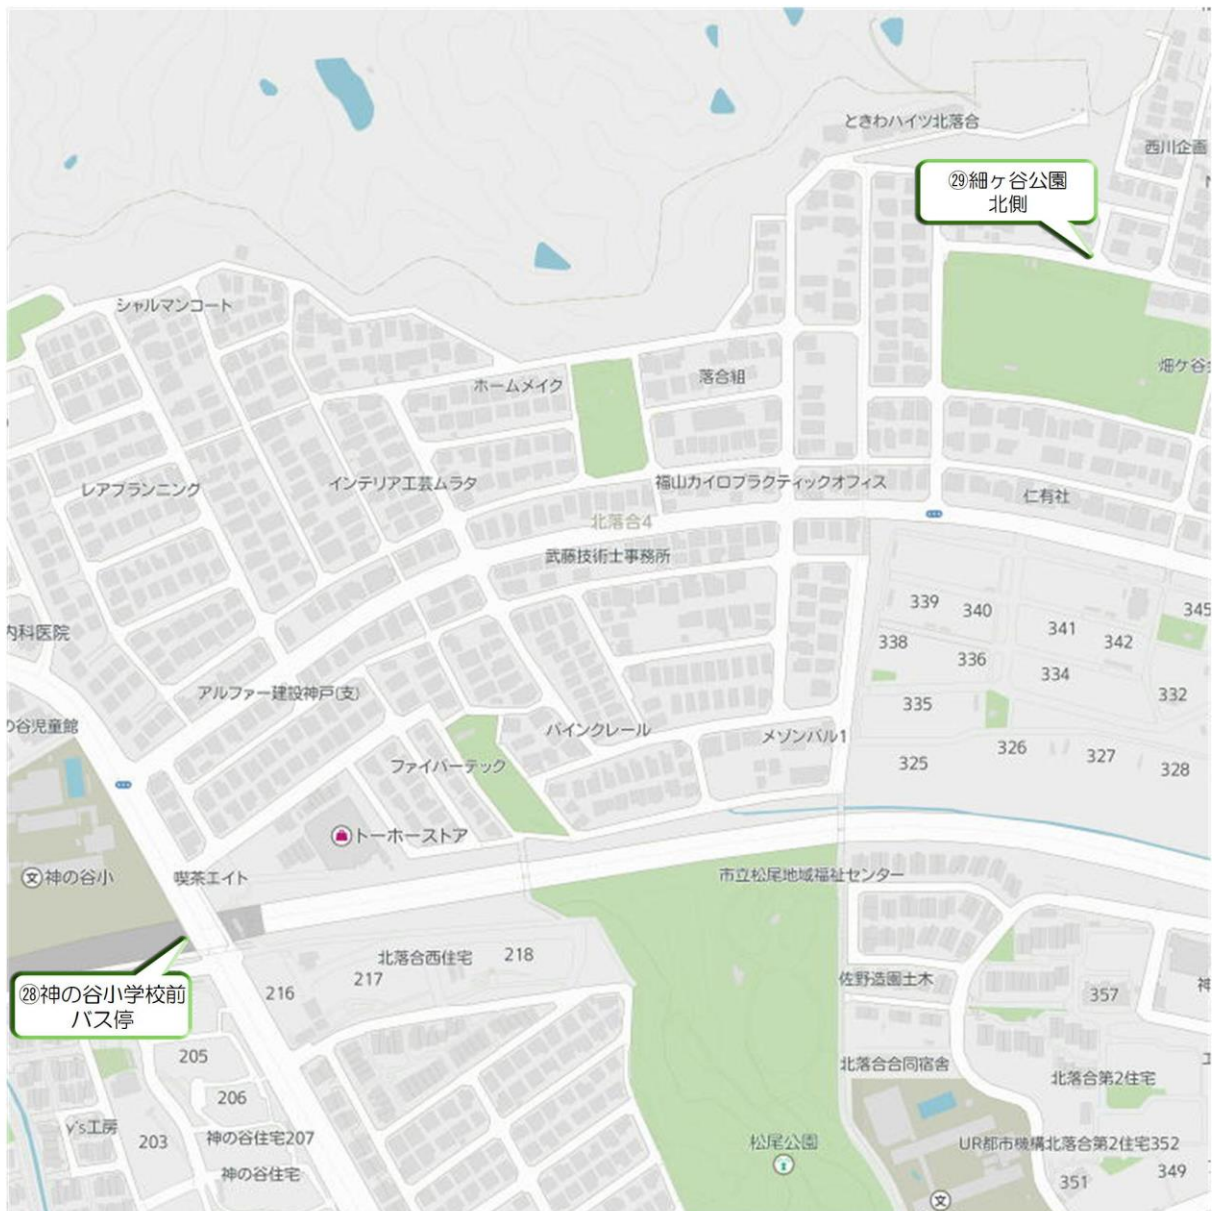 ときわハイツ北落合
西川企画
㉙細ヶ谷公園
北側
シャルマンコート
畑ケ谷
ホームメイク
落合組
レアプランニング
インテリア工芸ムラタ
福山カイロプラクティックオフィス
仁有社
北落合4
武藤技術士事務所
339
340
345
内科医院
338
341
342
336
334
アルファー建設神戸(支)
335
332
の谷児童館
パインクレール
メゾンパル1
326
327
325
328
ファイバーテック
トーホーストア
文
神の谷小
喫茶エイト
市立松尾地域福祉センター
北落合西住宅
218
217
佐野造園土木
神
㉘神の谷小学校前
バス停
216
357
205
北落合合同宿舎
北落合第2住宅
206
y's工房
203
神の谷住宅207
松尾公園
UR都市機構北落合第2住宅352
神の谷住宅
349
351
文